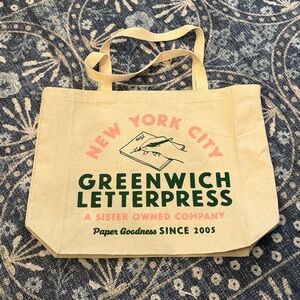 NEW YORK CITY
GREENWICH
LETTERPRESS
A SISTER OWNED COMPANY
Paper Goodness SINCE 2005